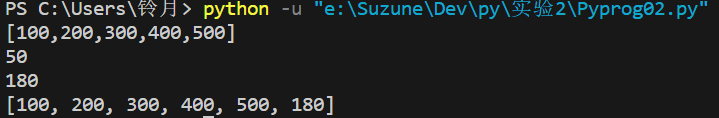 PS C:\Users\铃月> python -u "e:\Suzune\Dev\py\实验2\Pyprog02.py"
[100,200,300,400,500]
50
180
[100, 200, 300, 400, 500, 180]